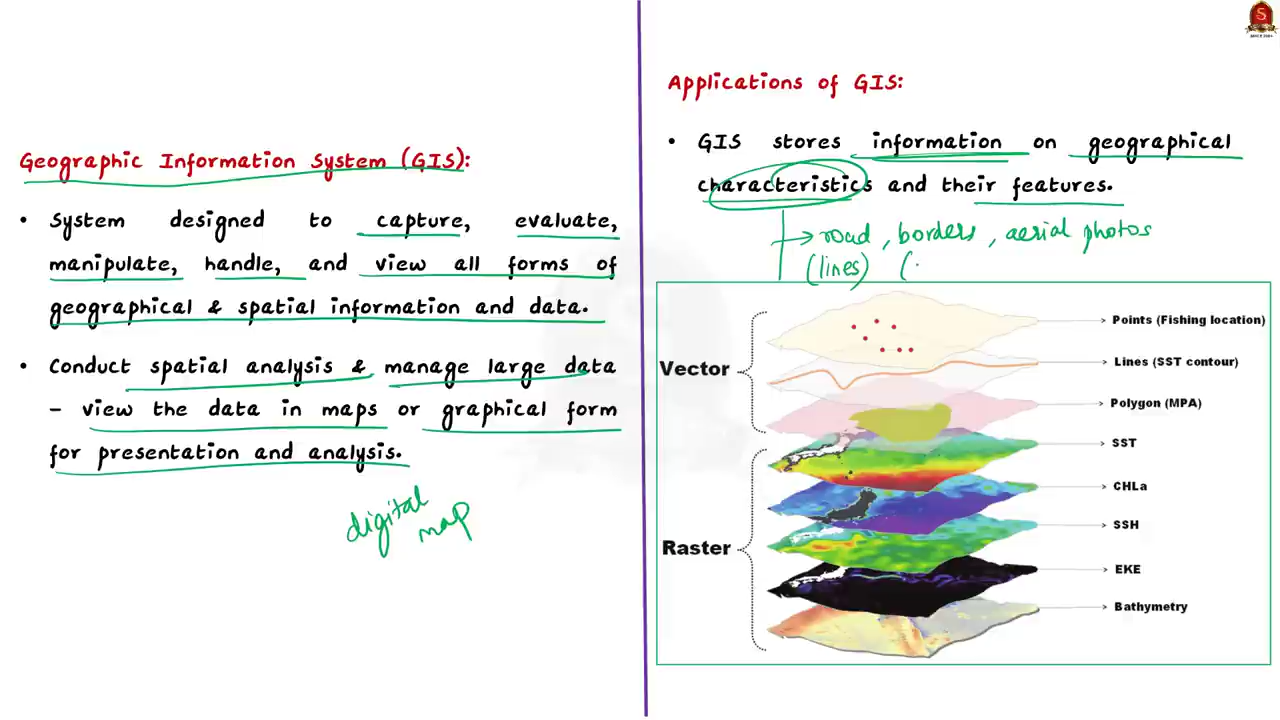 Geographic Information System (GIS):
• System designed to capture, evaluate,
manipulate, handle, and view all forms of
geographical & spatial information and data.
• Conduct spatial analysis & manage large data
– view the data in maps or graphical form
for presentation and analysis.
digital
map
Applications of GIS:
• GIS stores information on geographical
characteristics and their features.
→ road , borders , aerial photos
(lines) (
Vector
Points (Fishing location)
Lines (SST contour)
Polygon (MPA)
Raster
SST
CHLa
SSH
EKE
Bathymetry